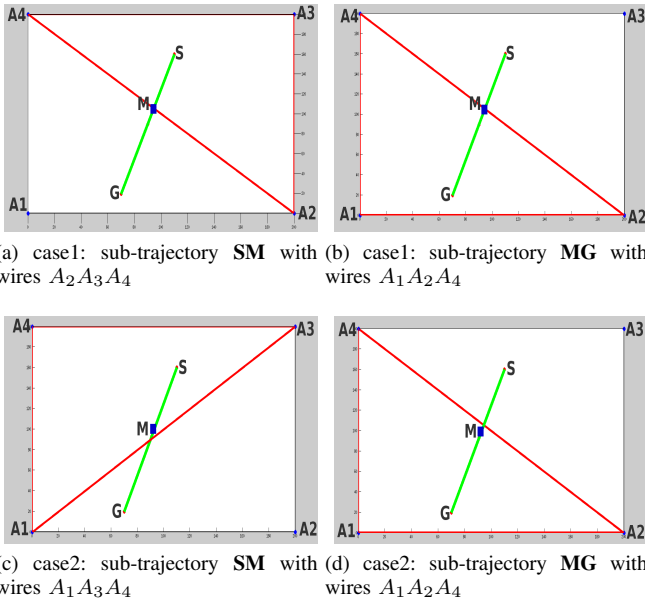 A4
A3
S
M
G
A1
A2
A4
A3
S
M
G
A1
A2
(a) case1: sub-trajectory SM with
wires A2A3A4
(b) case1: sub-trajectory MG with
wires A1A2A4
A4
A3
S
M
G
A1
A2
A4
A3
S
M
G
A1
A2
(c) case2: sub-trajectory SM with
wires A1A3A4
(d) case2: sub-trajectory MG with
wires A1A2A4